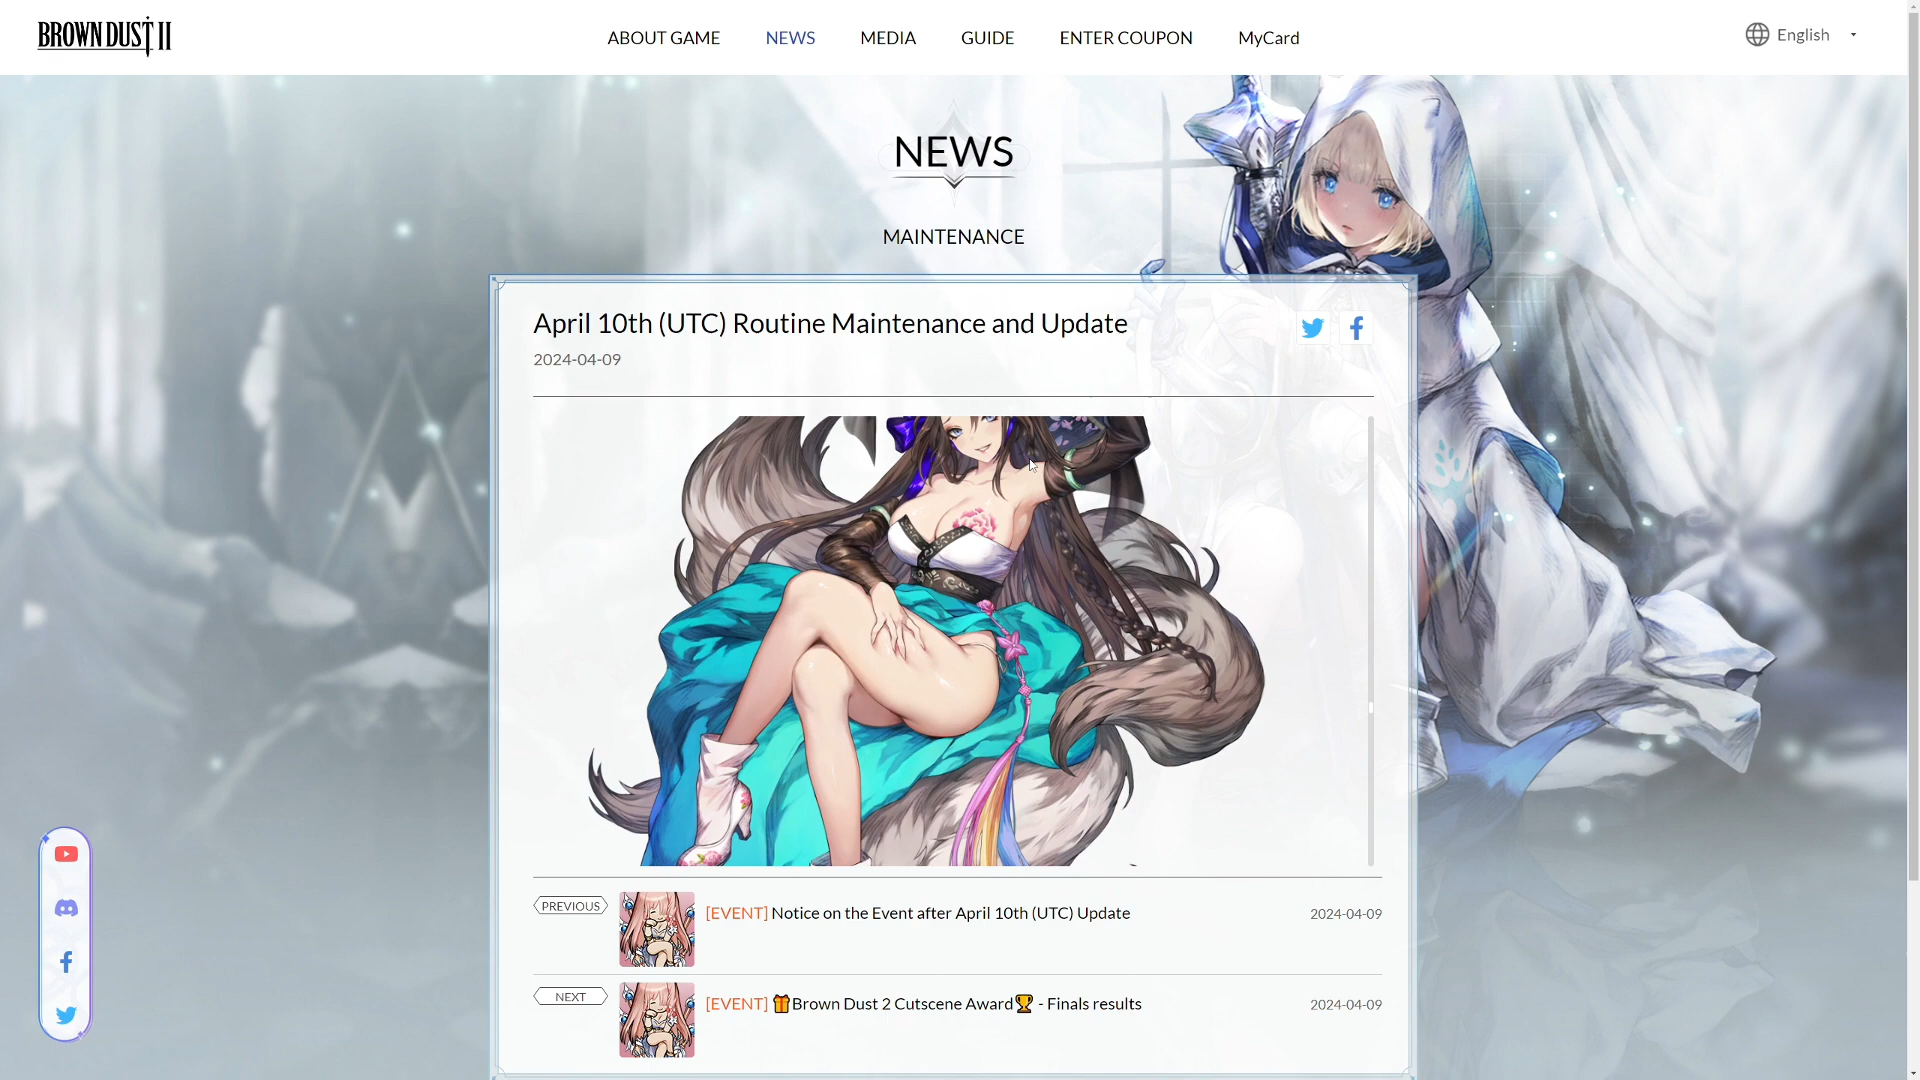 BROWN DUST II
ABOUT GAME
NEWS
MEDIA
GUIDE
ENTER COUPON
MyCard
English
NEWS
MAINTENANCE
April 10th (UTC) Routine Maintenance and Update
2024-04-09
PREVIOUS
[EVENT] Notice on the Event after April 10th (UTC) Update
2024-04-09
NEXT
[EVENT] 🎁Brown Dust 2 Cutscene Award🏆 - Finals results
2024-04-09